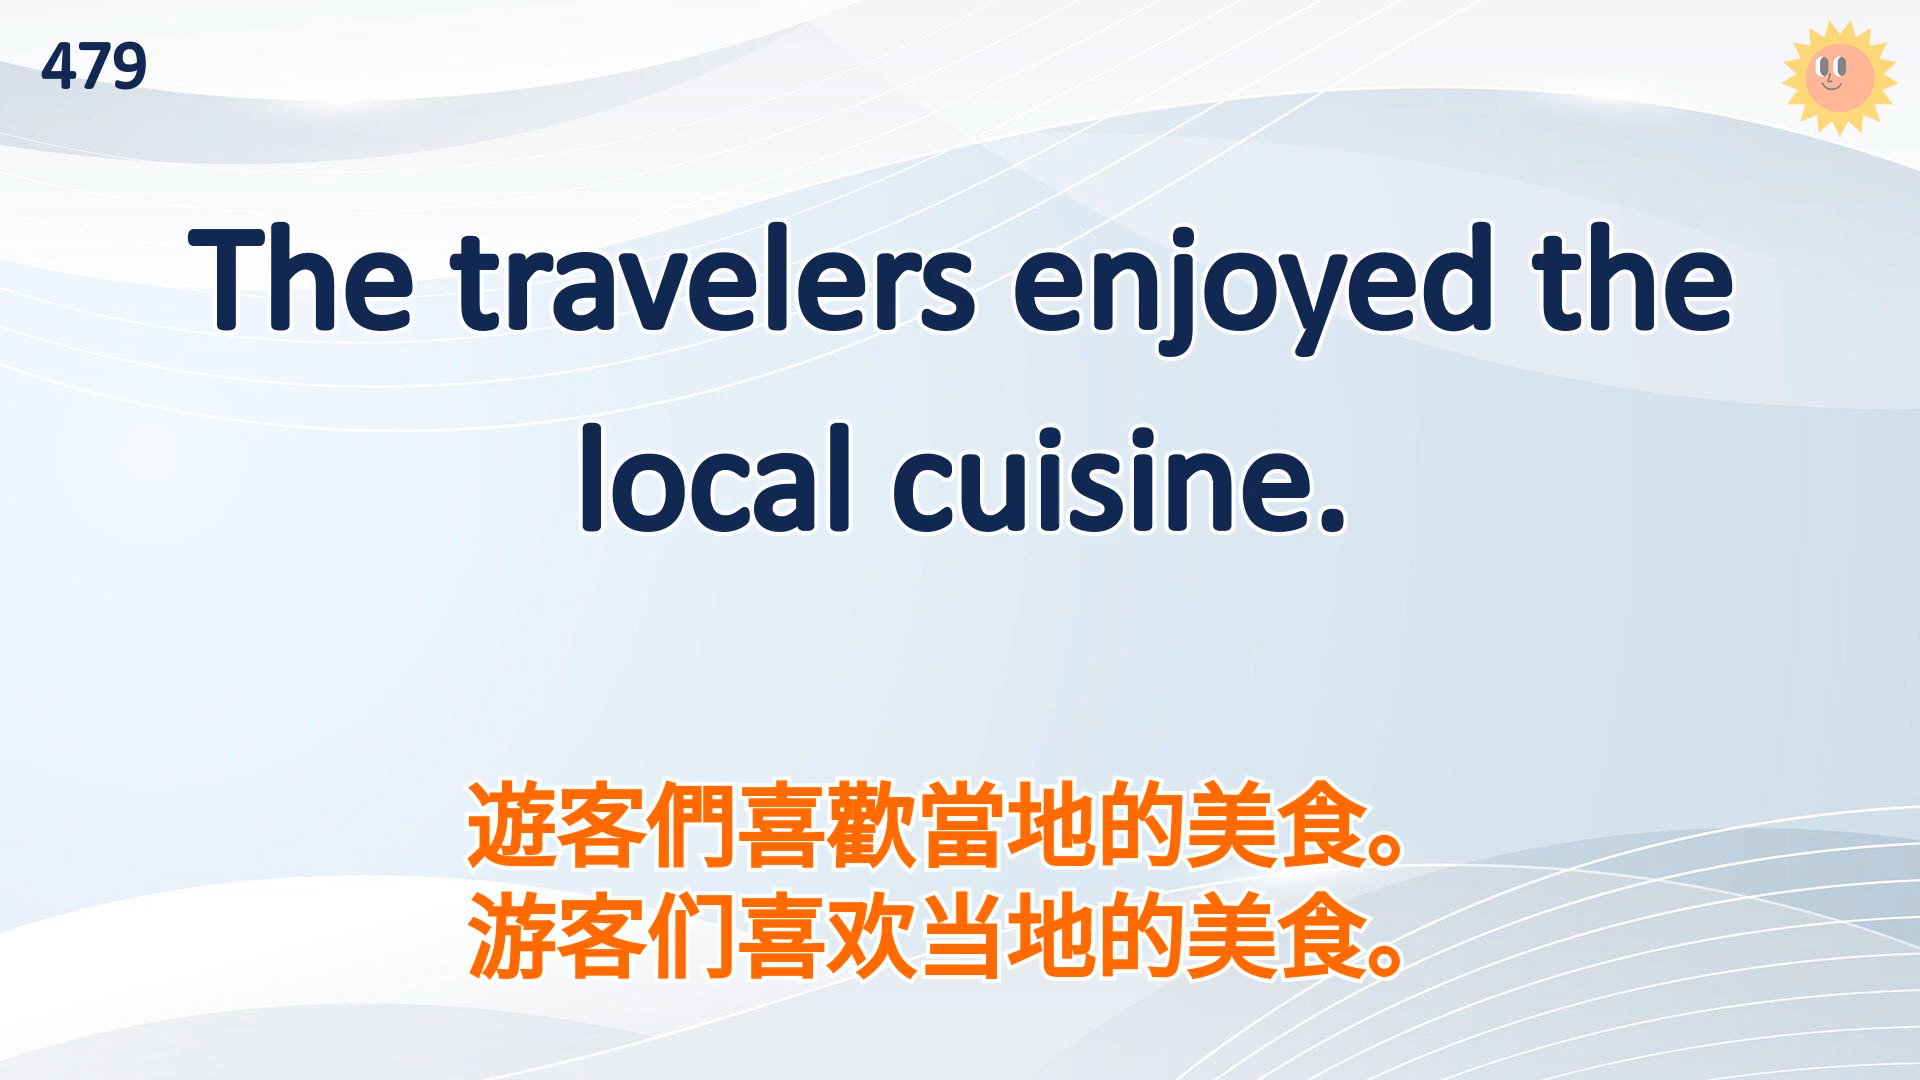 479
The travelers enjoyed the
local cuisine.
遊客們喜歡當地的美食。
游客们喜欢当地的美食。